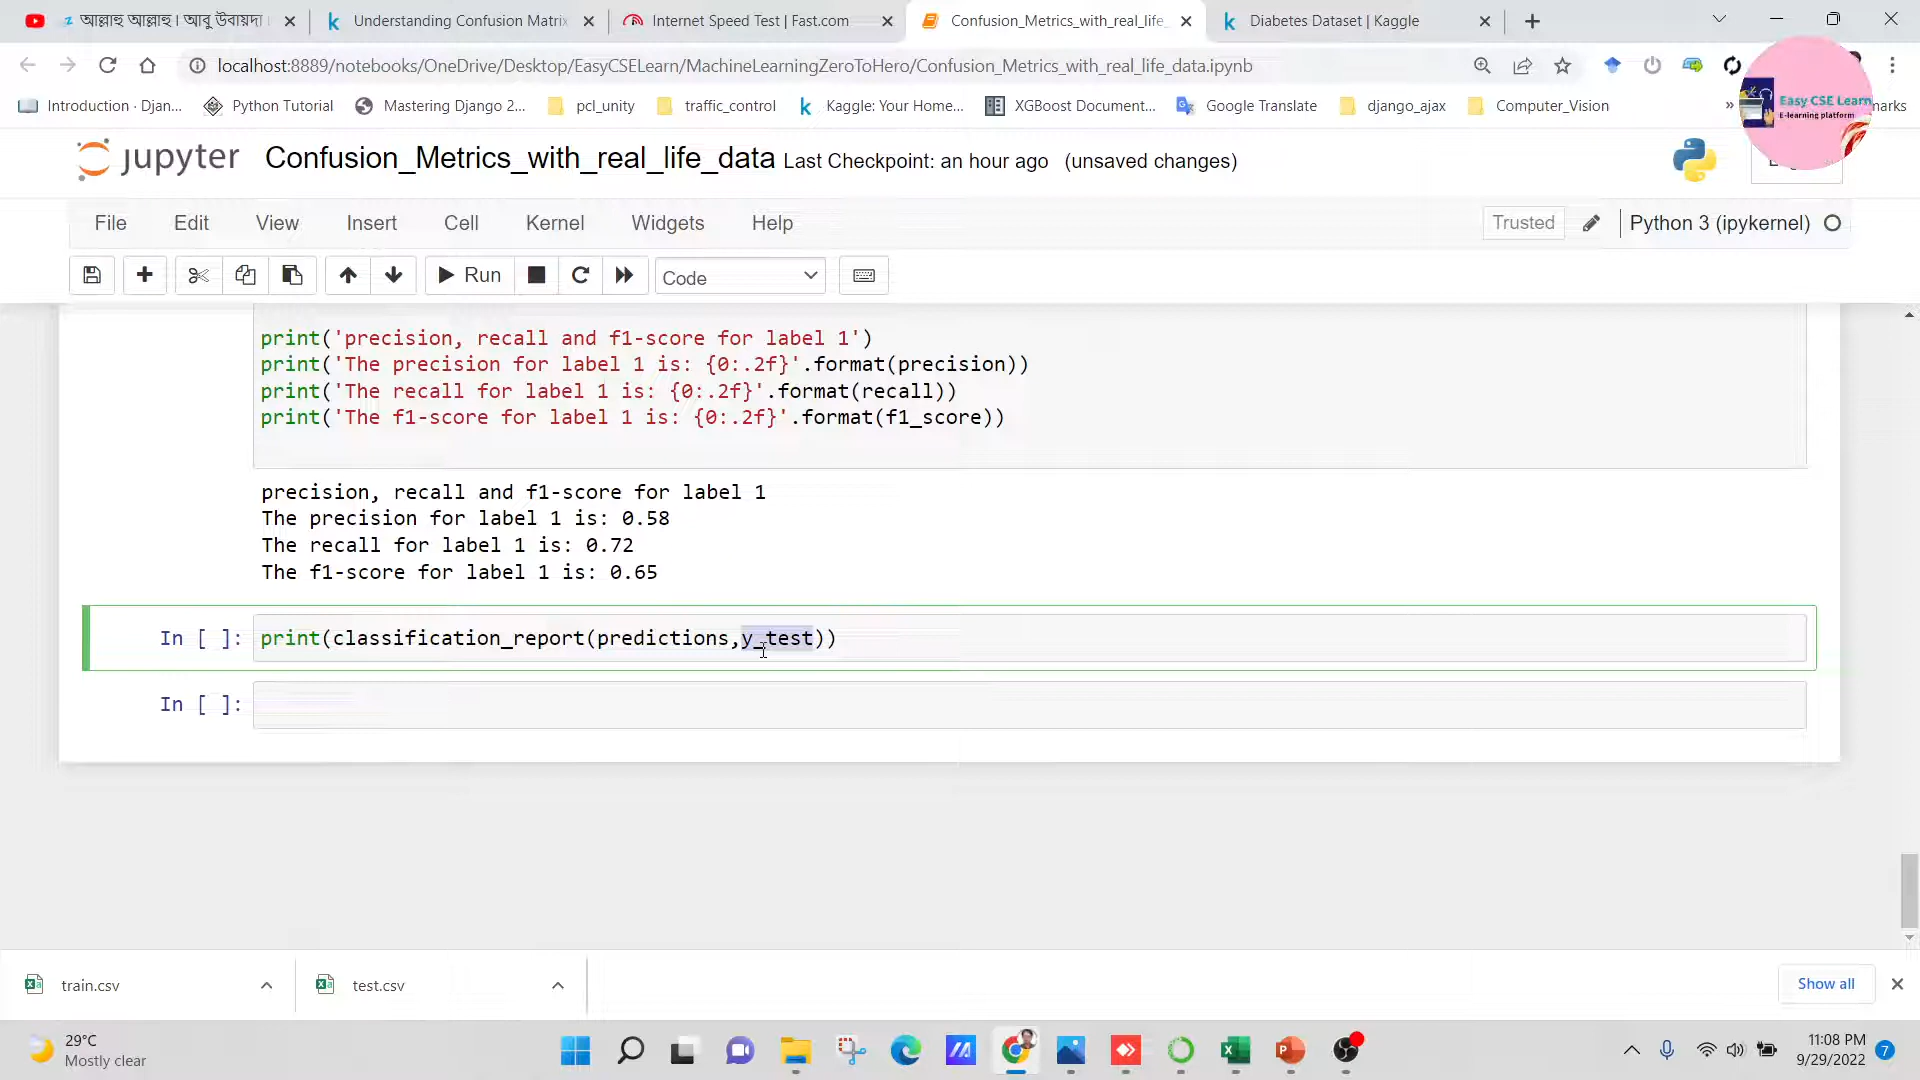 আল্লাহু আল্লাহু। আবু উবায়দা
Understanding Confusion Matrix
Internet Speed Test | Fast.com
Confusion_Metrics_with_real_life_
Diabetes Dataset | Kaggle
localhost:8889/notebooks/OneDrive/Desktop/EasyCSELearn/MachineLearningZeroToHero/Confusion_Metrics_with_real_life_data.ipynb
Introduction · Djan...
Python Tutorial
Mastering Django 2...
pcl_unity
traffic_control
Kaggle: Your Home...
XGBoost Document...
Google Translate
django_ajax
Computer_Vision
»
marks
Easy CSE Learn
E-learning platform
jupyter
Confusion_Metrics_with_real_life_data Last Checkpoint: an hour ago (unsaved changes)
File Edit View Insert Cell Kernel Widgets Help
Trusted
Python 3 (ipykernel)
Run
Code
print('precision, recall and f1-score for label 1')
print('The precision for label 1 is: {0:.2f}'.format(precision))
print('The recall for label 1 is: {0:.2f}'.format(recall))
print('The f1-score for label 1 is: {0:.2f}'.format(f1_score))
precision, recall and f1-score for label 1
The precision for label 1 is: 0.58
The recall for label 1 is: 0.72
The f1-score for label 1 is: 0.65
In [ ]: print(classification_report(predictions,y_test))
In [ ]:
train.csv
test.csv
Show all
29°C
Mostly clear
11:08 PM
9/29/2022
7